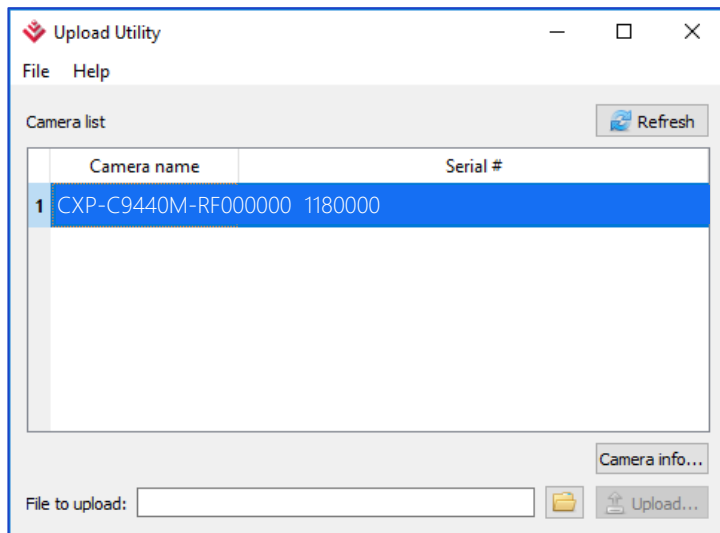 Upload Utility
File Help
Camera list
Refresh
Camera name Serial #
1 CXP-C9440M-RF000000 1180000
Camera info...
File to upload: Upload...